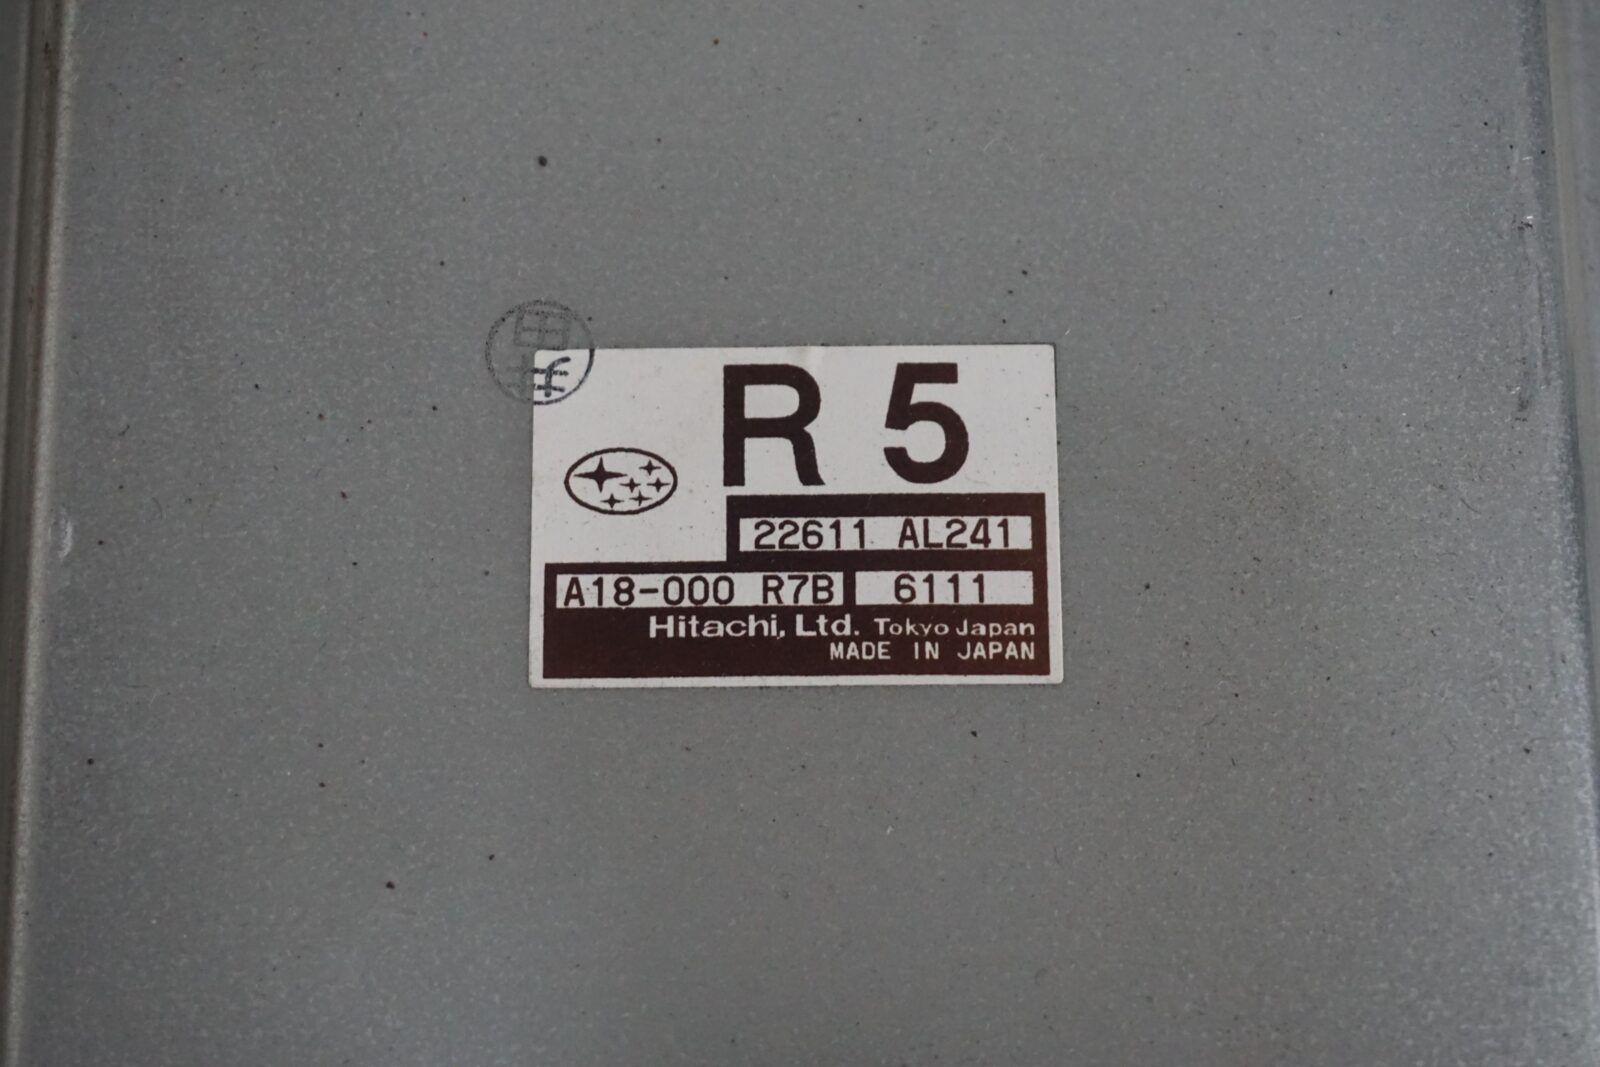 R 5
22611 AL241
A18-000 R7B 6111
Hitachi, Ltd. Tokyo Japan
MADE IN JAPAN